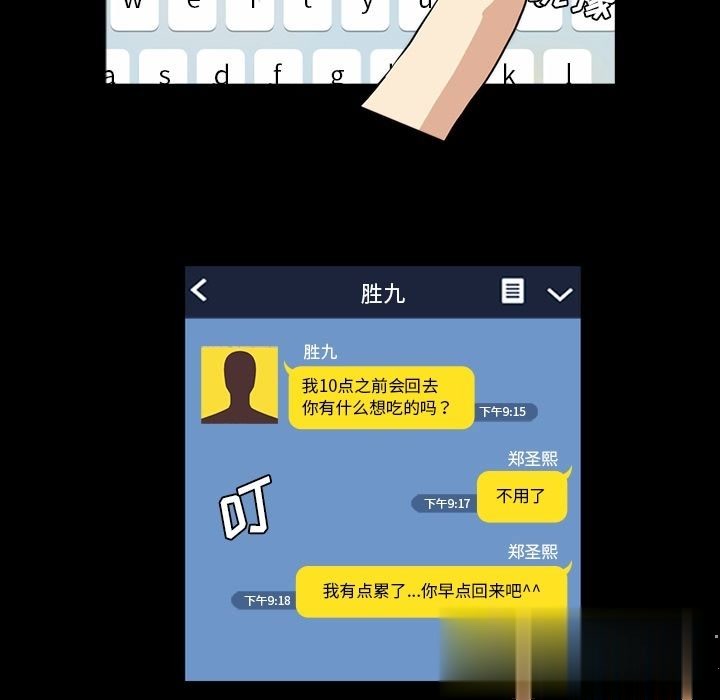 w e r t y u
a s d f g k l
胜九
胜九
我10点之前会回去
你有什么想吃的吗？
下午9:15
郑圣熙
不用了
下午9:17
叮
郑圣熙
我有点累了...你早点回来吧^^
下午9:18